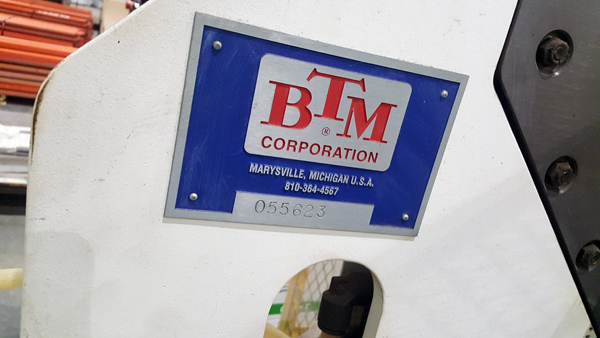 BTM
®
CORPORATION
MARYSVILLE, MICHIGAN U.S.A.
810-364-4567
055623